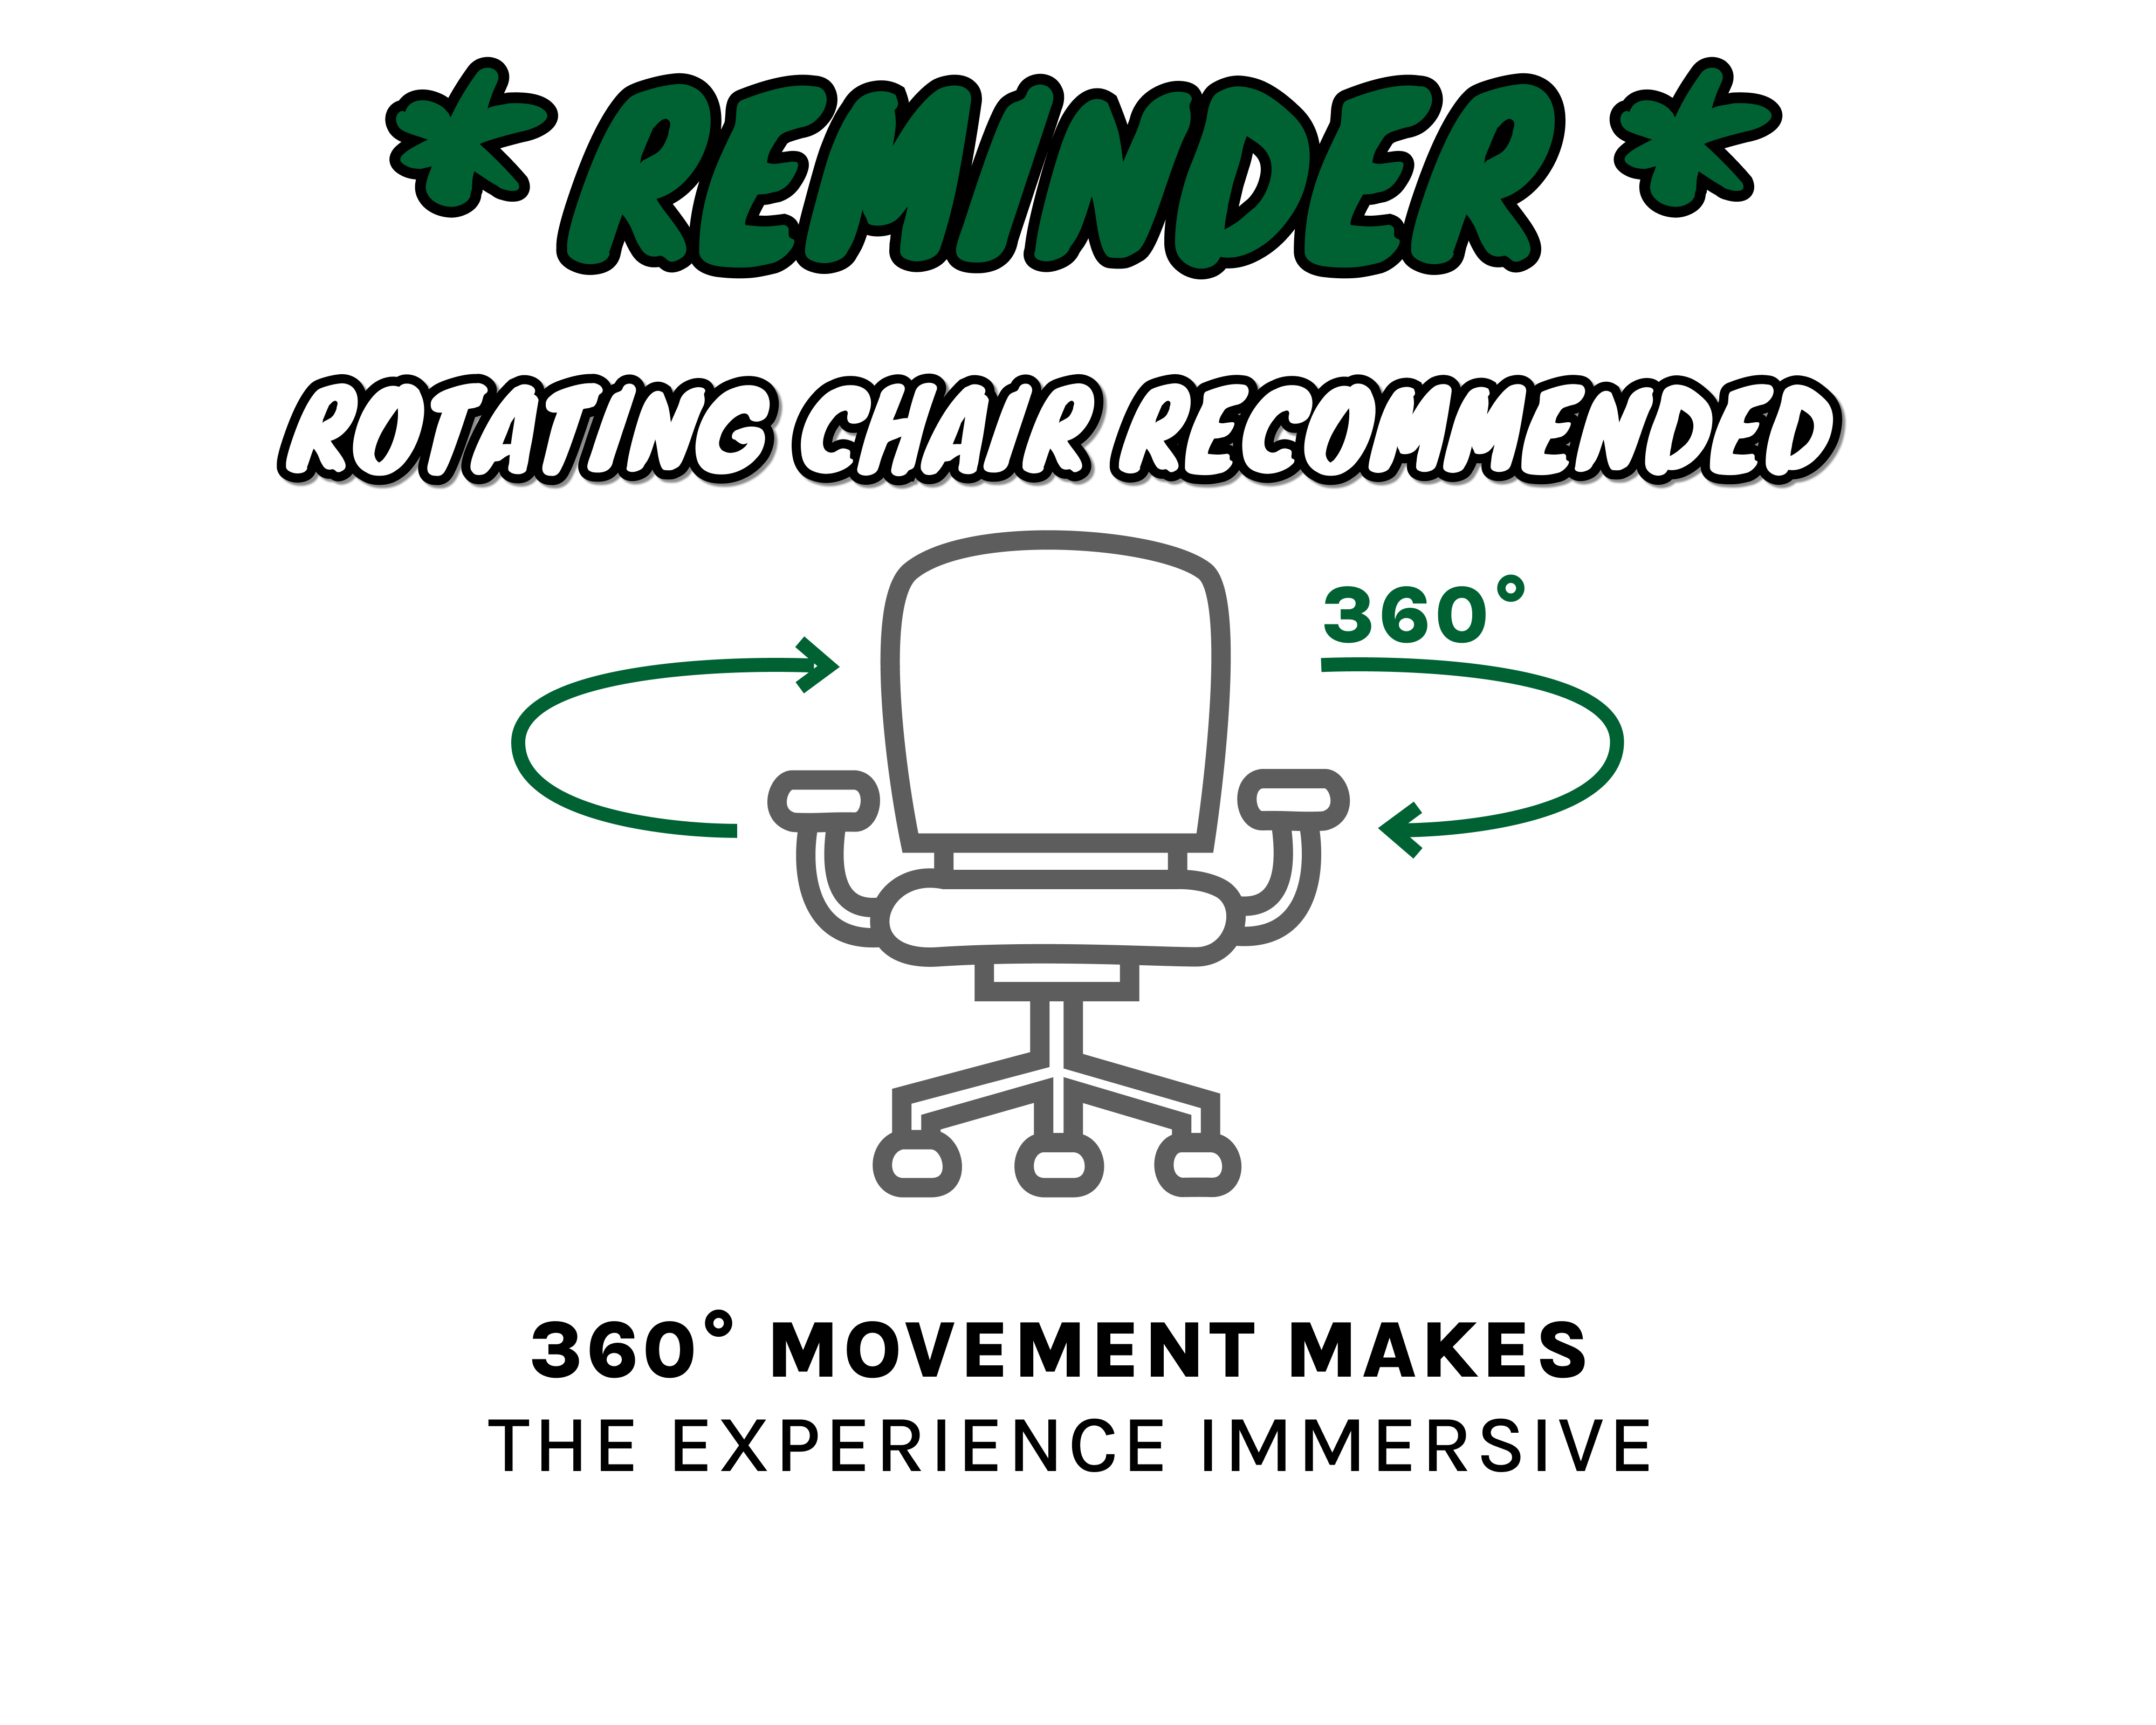 * REMINDER *
ROTATING CHAIR RECOMMENDED
360°
360° MOVEMENT MAKES
THE EXPERIENCE IMMERSIVE